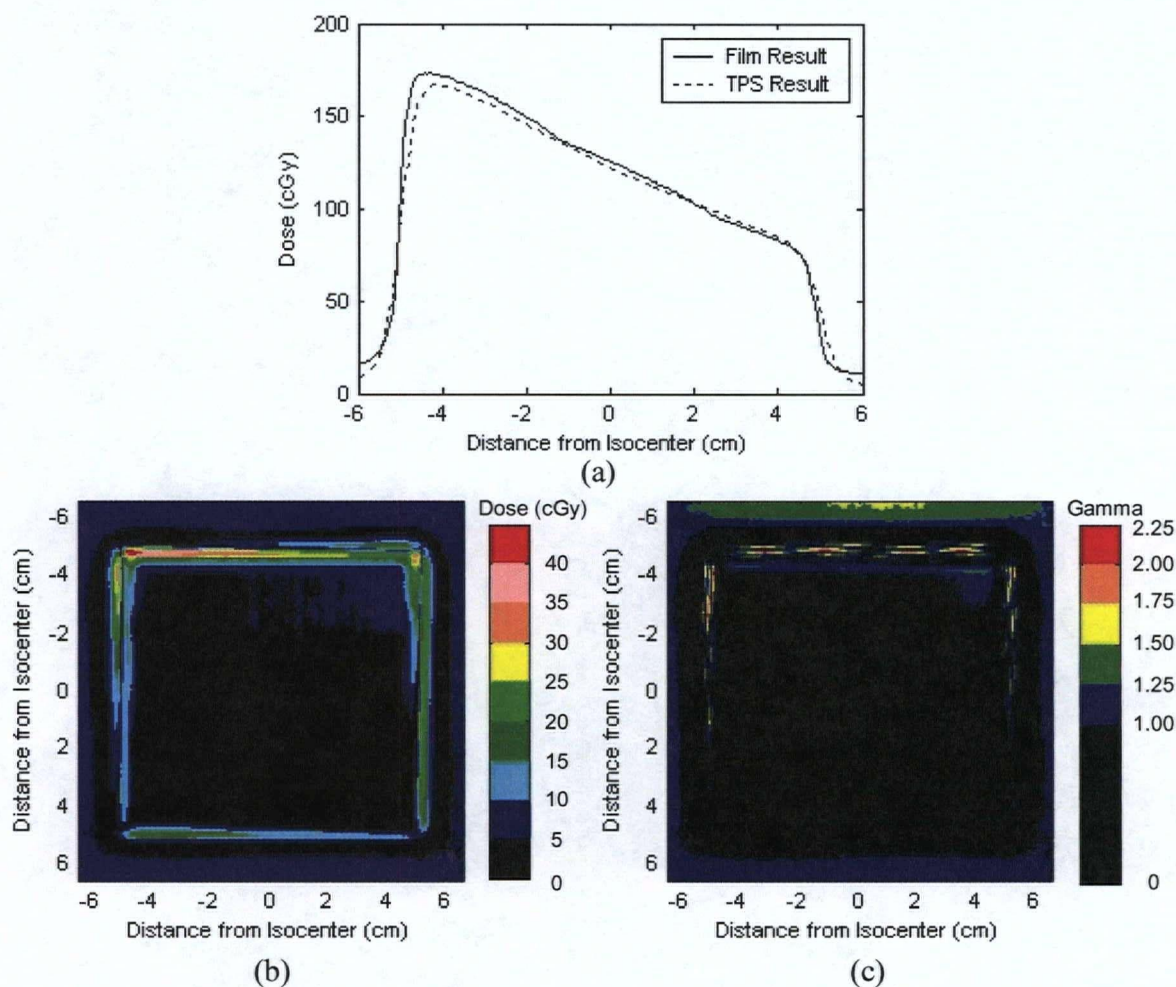 200
150
100
50
0
Dose (cGy)
Film Result
TPS Result
-6 -4 -2 0 2 4 6
Distance from Isocenter (cm)
(a)
-6
-4
-2
0
2
4
6
Distance from Isocenter (cm)
-6 -4 -2 0 2 4 6
Distance from Isocenter (cm)
Dose (cGy)
40
35
30
25
20
15
10
5
0
(b)
-6
-4
-2
0
2
4
6
Distance from Isocenter (cm)
-6 -4 -2 0 2 4 6
Distance from Isocenter (cm)
Gamma
2.25
2.00
1.75
1.50
1.25
1.00
0
(c)